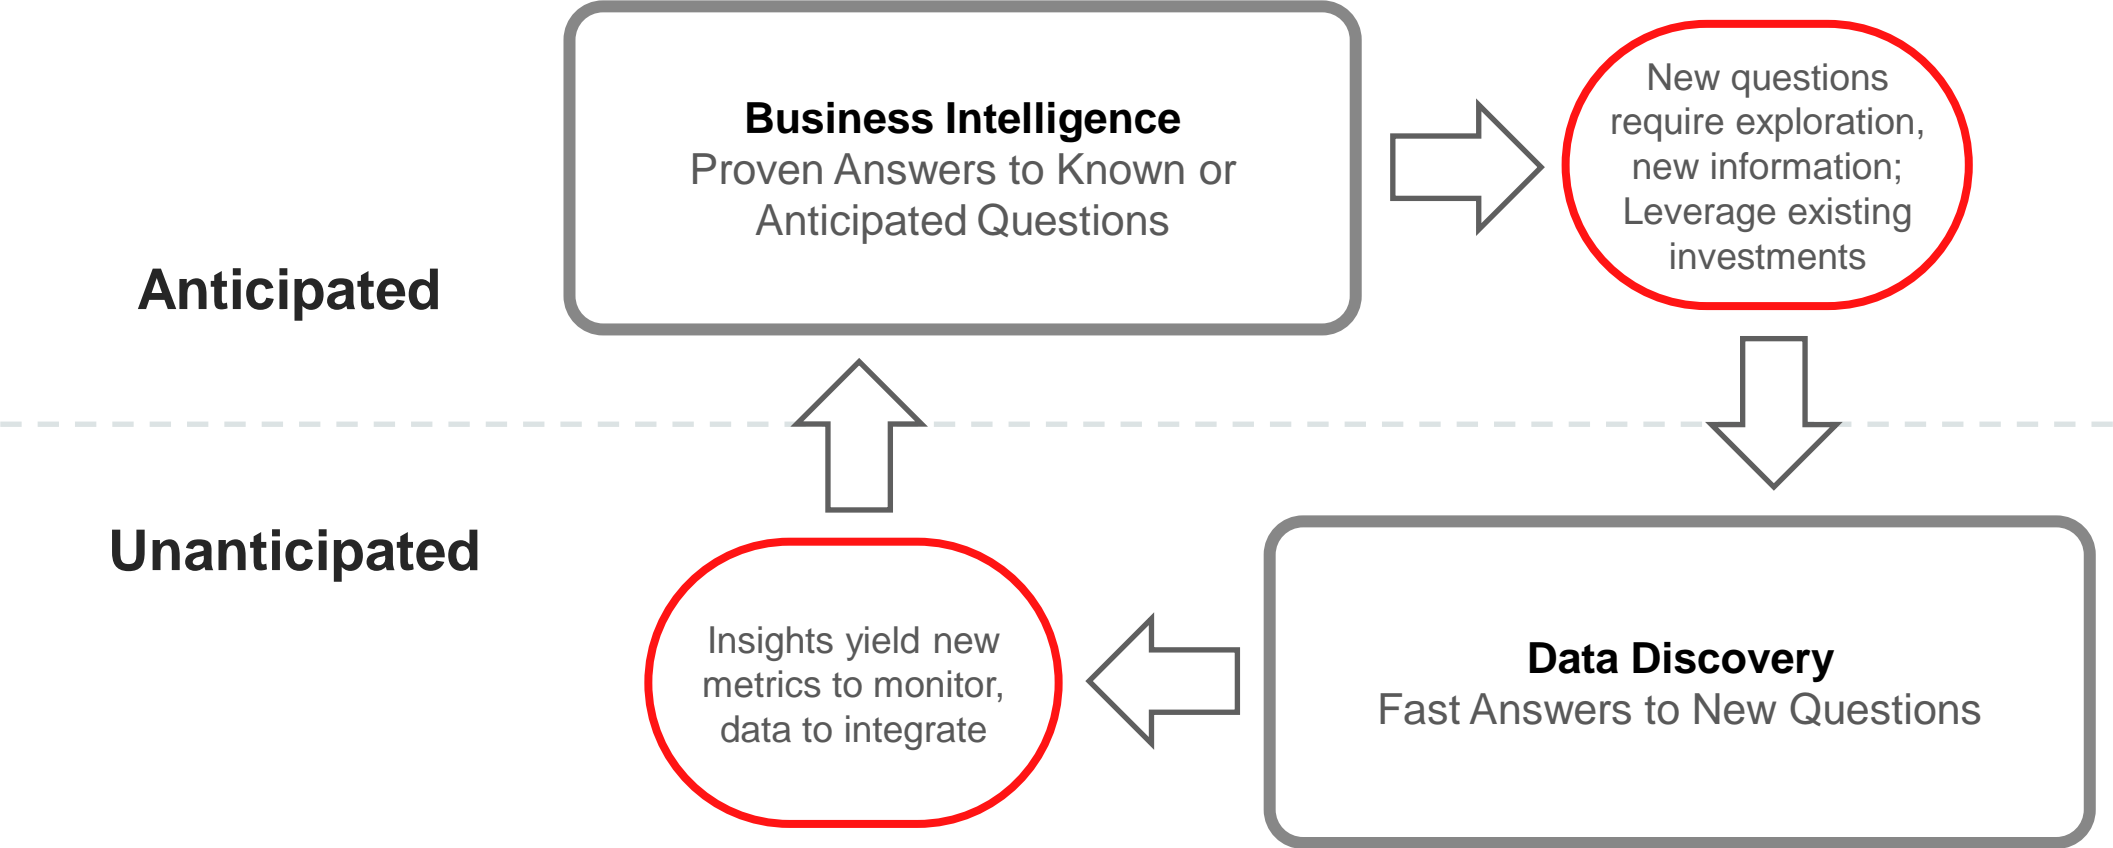 Business Intelligence
Proven Answers to Known or
Anticipated Questions
New questions
require exploration,
new information;
Leverage existing
investments
Anticipated
Unanticipated
Insights yield new
metrics to monitor,
data to integrate
Data Discovery
Fast Answers to New Questions